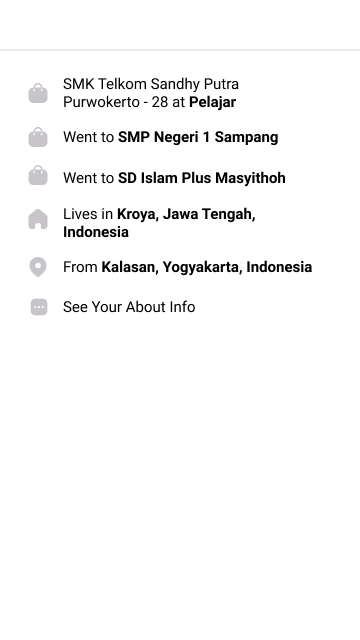 SMK Telkom Sandhy Putra
Purwokerto - 28 at Pelajar
Went to SMP Negeri 1 Sampang
Went to SD Islam Plus Masyithoh
Lives in Kroya, Jawa Tengah,
Indonesia
From Kalasan, Yogyakarta, Indonesia
See Your About Info